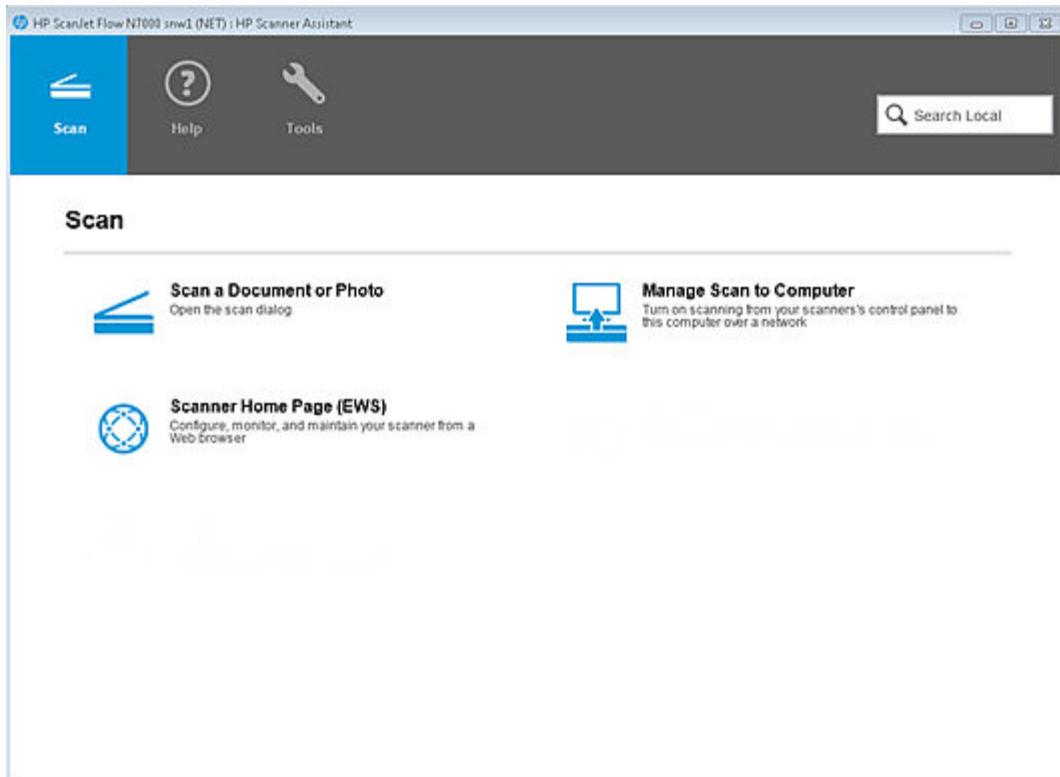 HP ScanJet Flow N7000 snw1 (NET) : HP Scanner Assistant
Scan
Help
Tools
Search Local
Scan
Scan a Document or Photo
Open the scan dialog
Manage Scan to Computer
Turn on scanning from your scanners's control panel to
this computer over a network
Scanner Home Page (EWS)
Configure, monitor, and maintain your scanner from a
Web browser